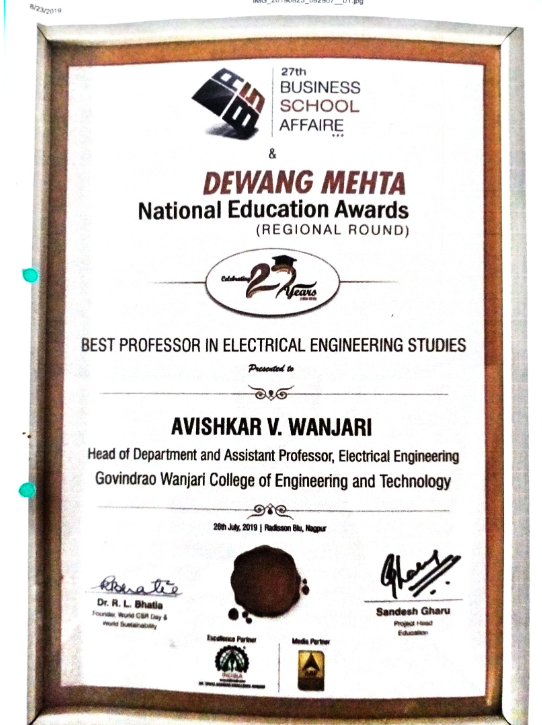 8/23/2019
27th
BUSINESS
SCHOOL
AFFAIRE
&
DEWANG MEHTA
National Education Awards
(REGIONAL ROUND)
Celebrating
27 Years
BEST PROFESSOR IN ELECTRICAL ENGINEERING STUDIES
Presented to
AVISHKAR V. WANJARI
Head of Department and Assistant Professor, Electrical Engineering
Govindrao Wanjari College of Engineering and Technology
26th July, 2019 | Radisson Blu, Nagpur
Dr. R. L. Bhatia
Founder, World CSR Day &
World Sustainability
Sandesh Gharu
Project Head
Education
Excellence Partner
Media Partner